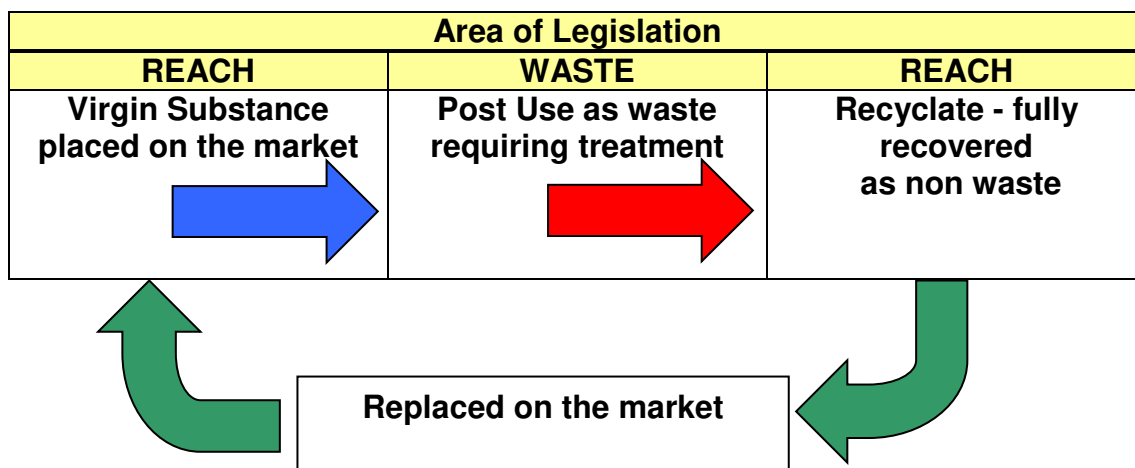 Area of Legislation
REACH
WASTE
REACH
Virgin Substance
placed on the market
Post Use as waste
requiring treatment
Recyclate - fully
recovered
as non waste
Replaced on the market